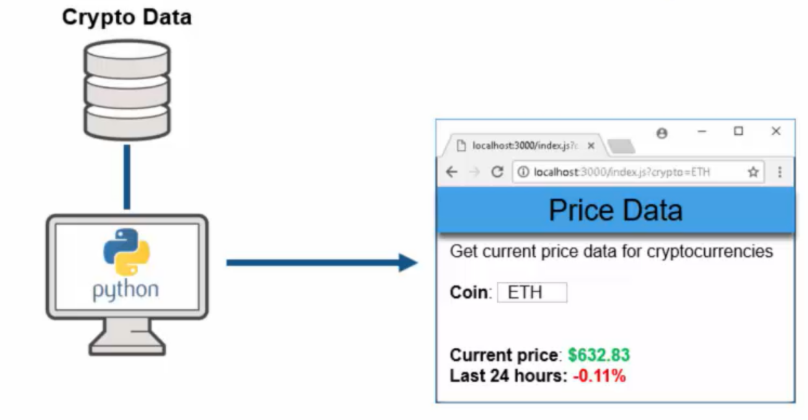 Crypto Data
python
localhost:3000/index.js?c
localhost:3000/index.js?crypto=ETH
Price Data
Get current price data for cryptocurrencies
Coin: ETH
Current price: $632.83
Last 24 hours: -0.11%